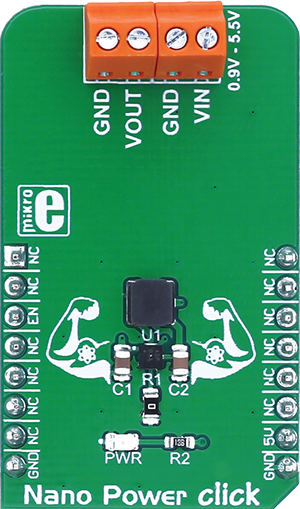 GND
VOUT
GND
VIN
0.9V - 5.5V
mikro
e
NC
NC
EN
NC
NC
NC
NC
GND
NC
NC
NC
NC
NC
NC
5V
GND
U1
C1
R1
C2
PWR
R2
Nano Power click